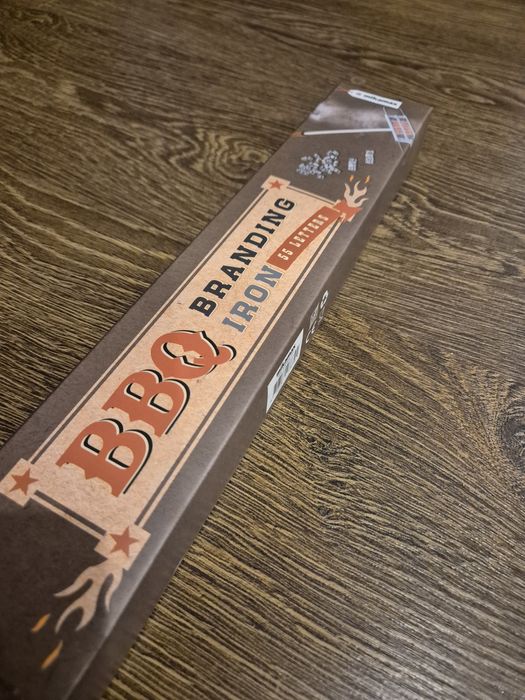 BBQ
BRANDING
IRON
55 LETTERS